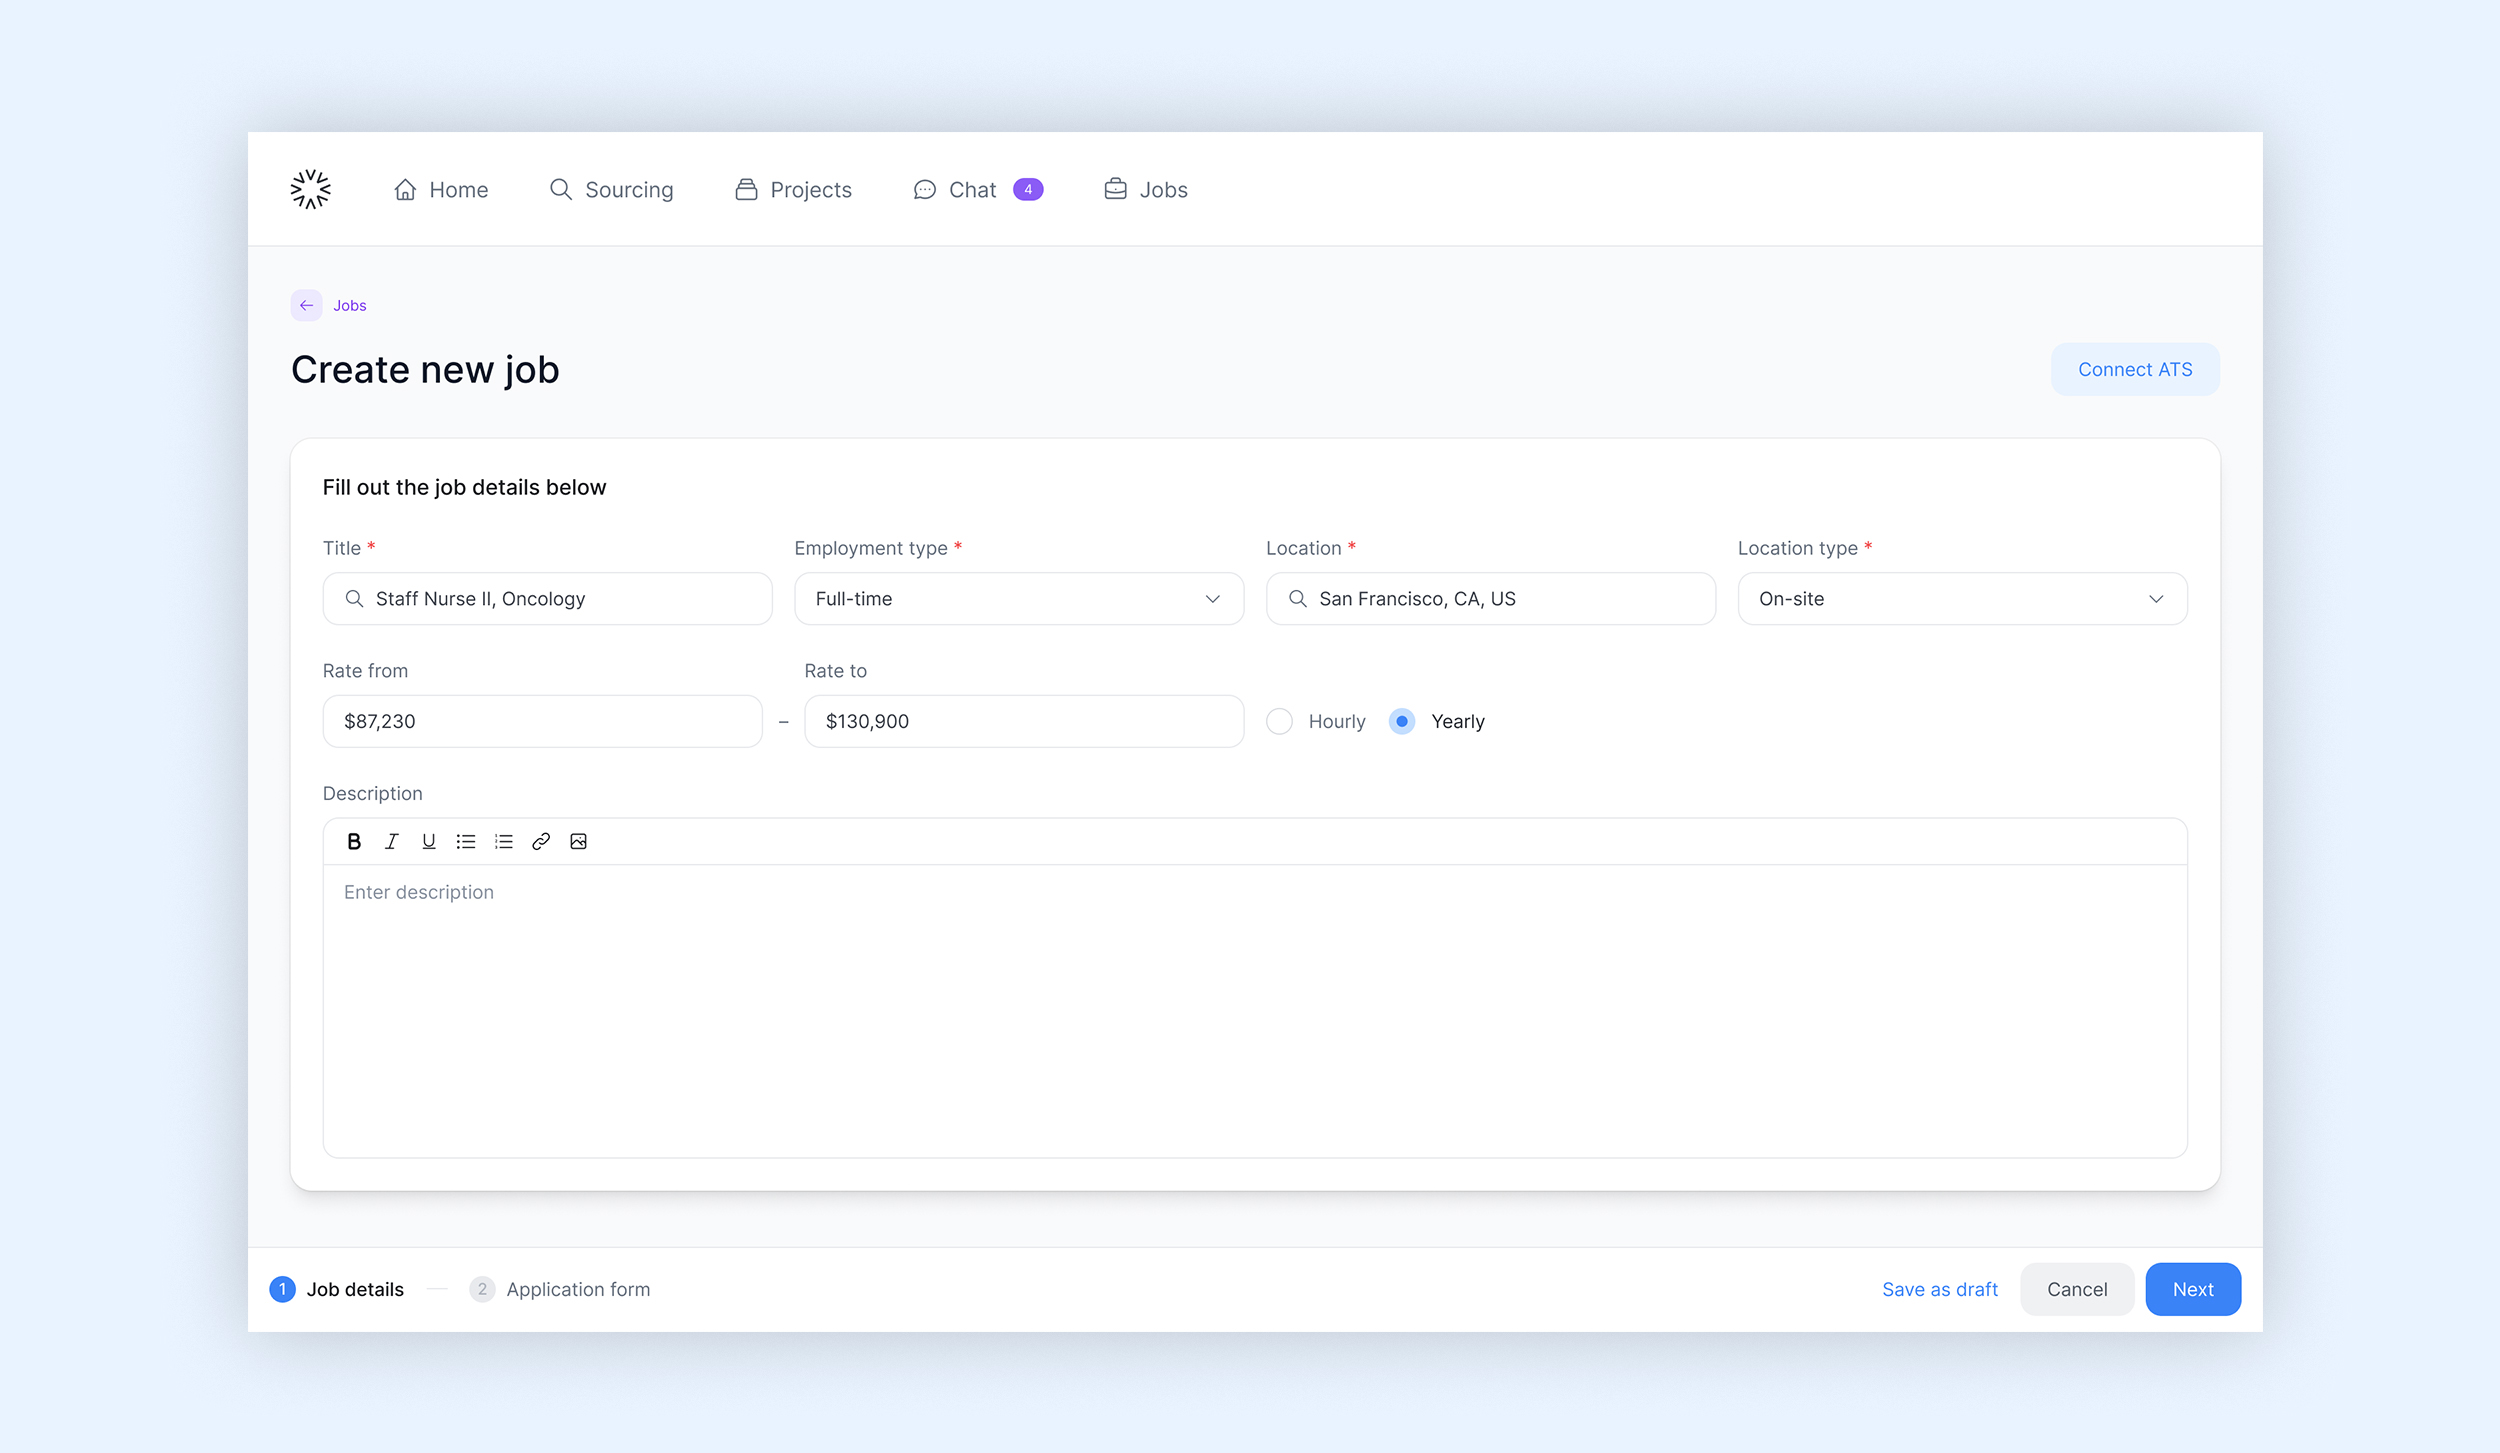 Home Sourcing Projects Chat 4 Jobs
Jobs
Create new job
Connect ATS
Fill out the job details below
Title * Employment type * Location * Location type *
Staff Nurse II, Oncology Full-time San Francisco, CA, US On-site
Rate from Rate to
$87,230 – $130,900 Hourly Yearly
Description
B I U
Enter description
1 Job details 2 Application form Save as draft Cancel Next